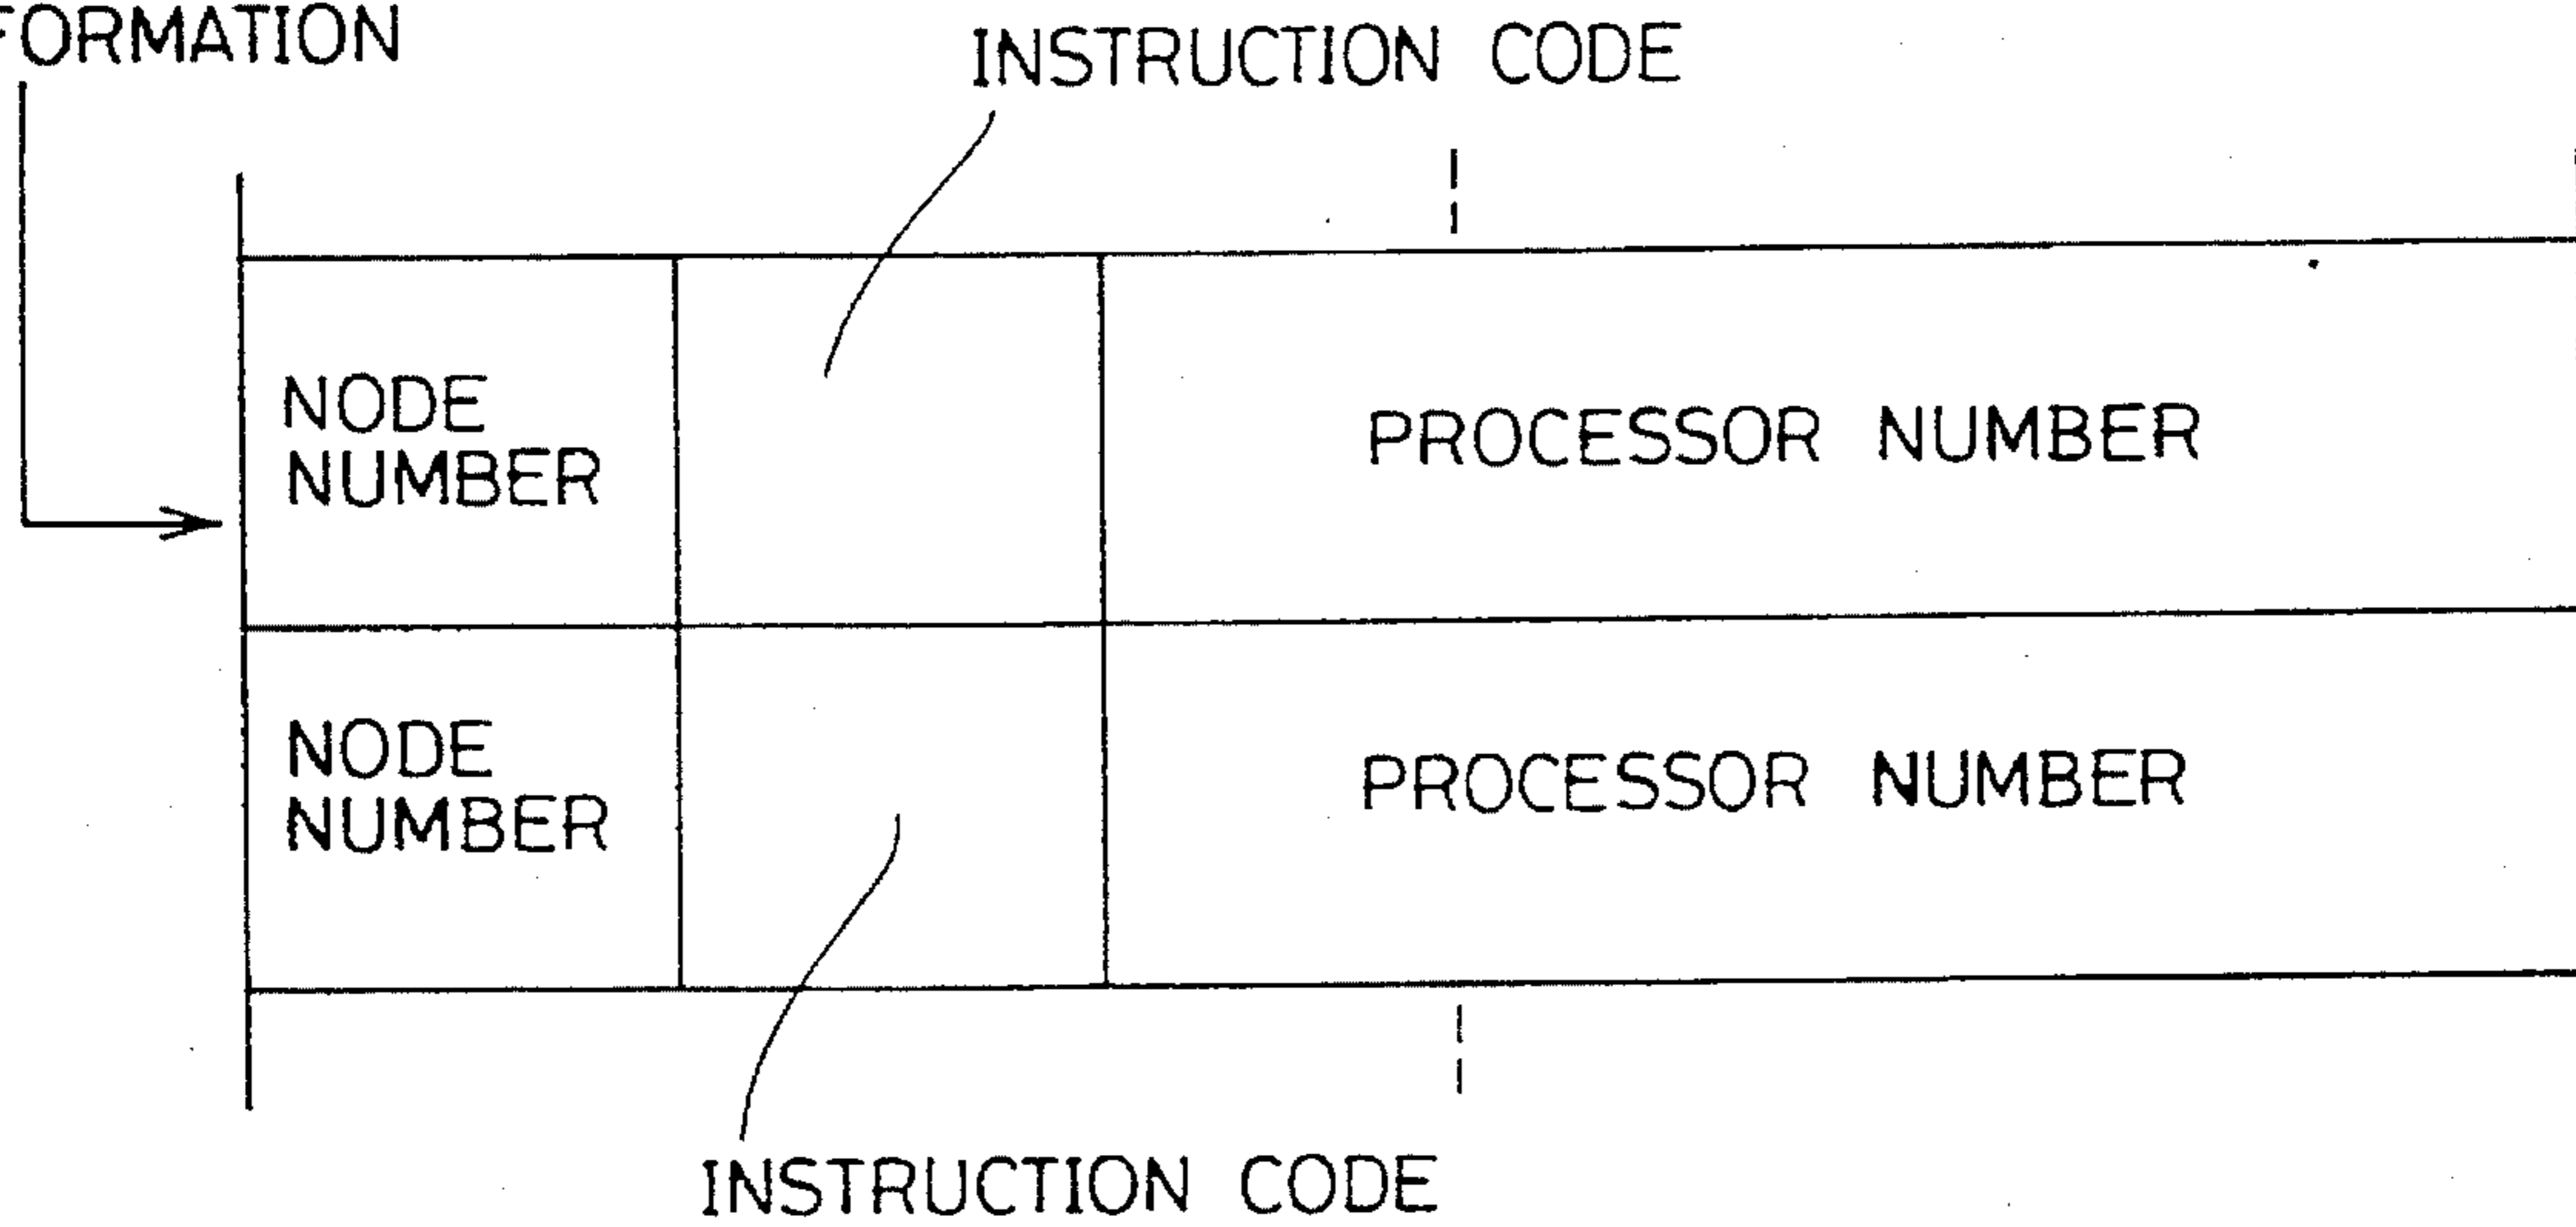 FORMATION
INSTRUCTION CODE
NODE
NUMBER
PROCESSOR NUMBER
NODE
NUMBER
PROCESSOR NUMBER
INSTRUCTION CODE